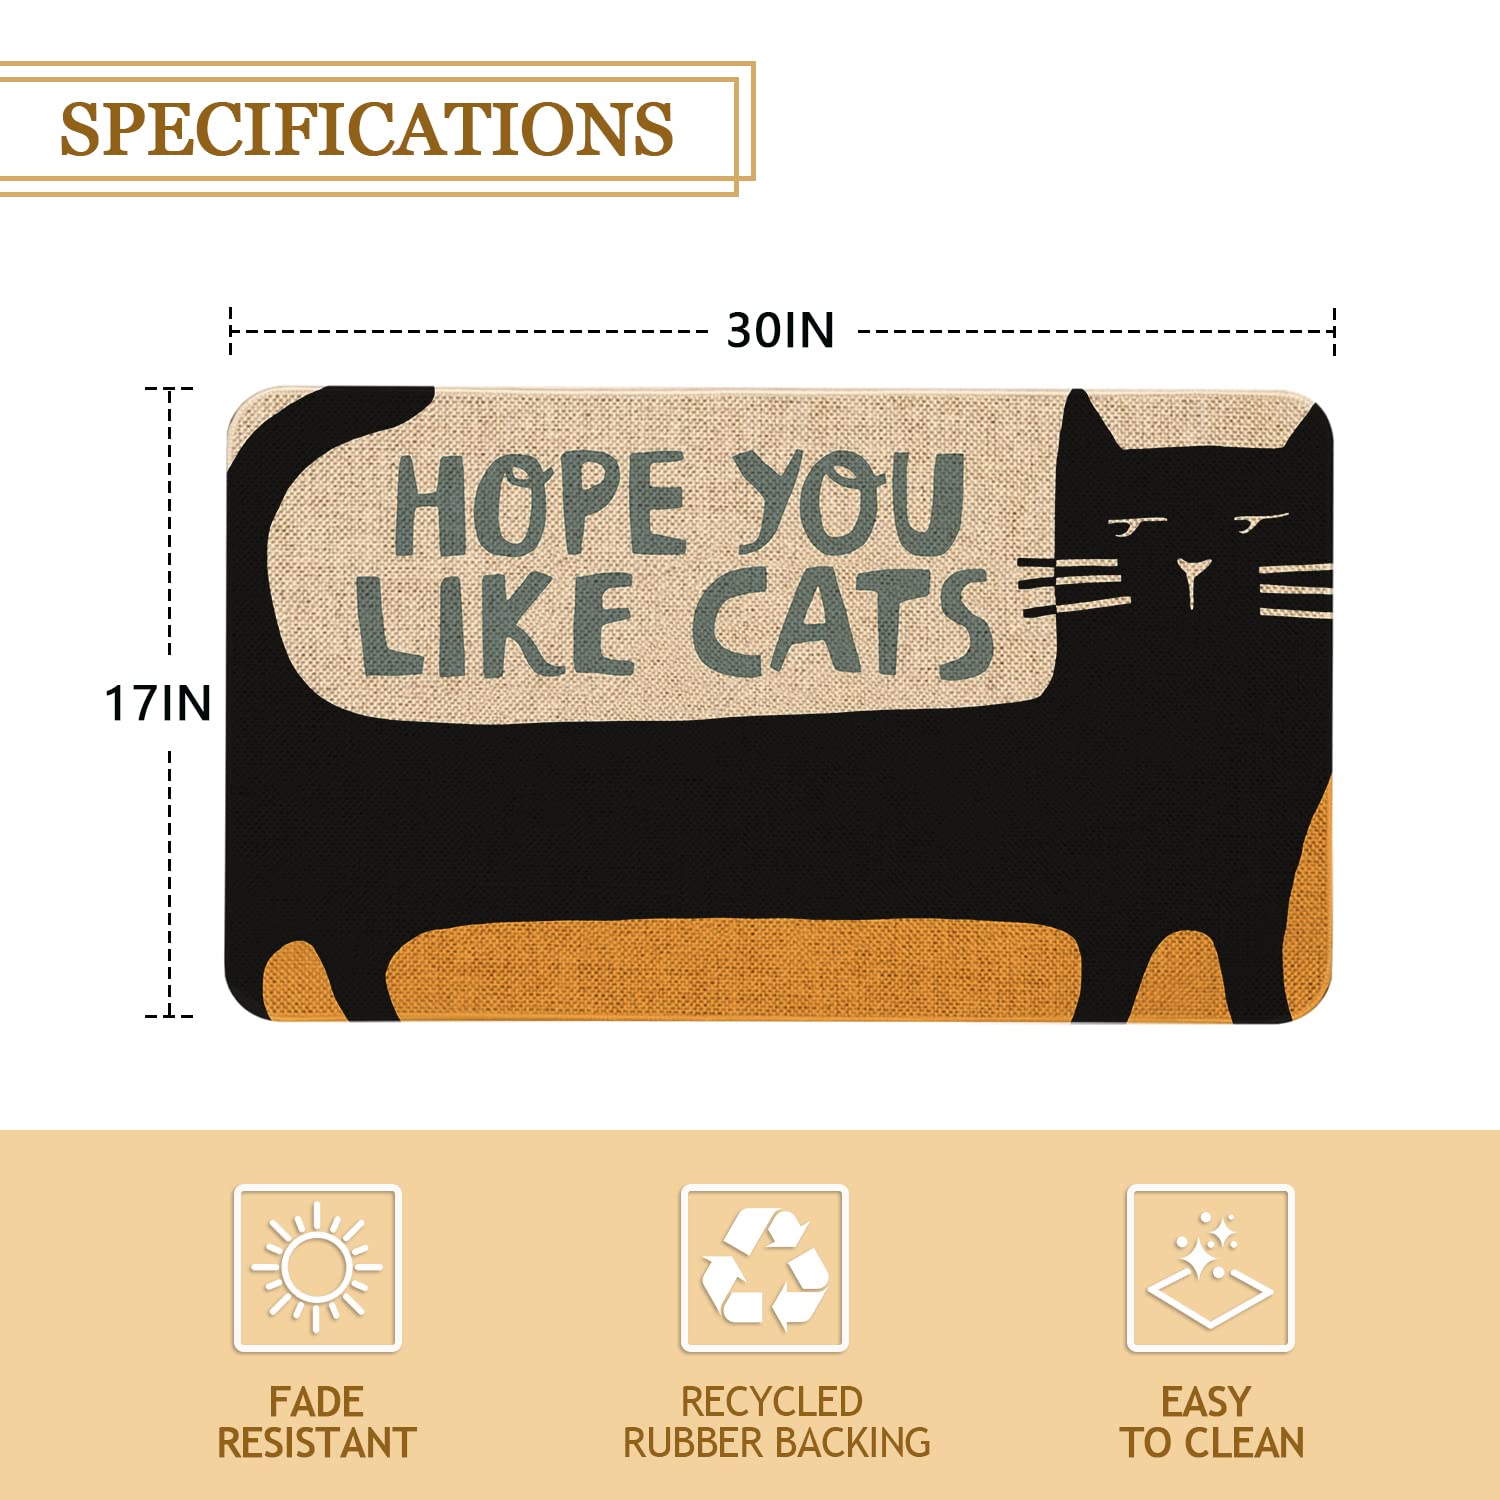 SPECIFICATIONS
30IN
HOPE YOU
LIKE CATS
17IN
FADE
RESISTANT
RECYCLED
RUBBER BACKING
EASY
TO CLEAN